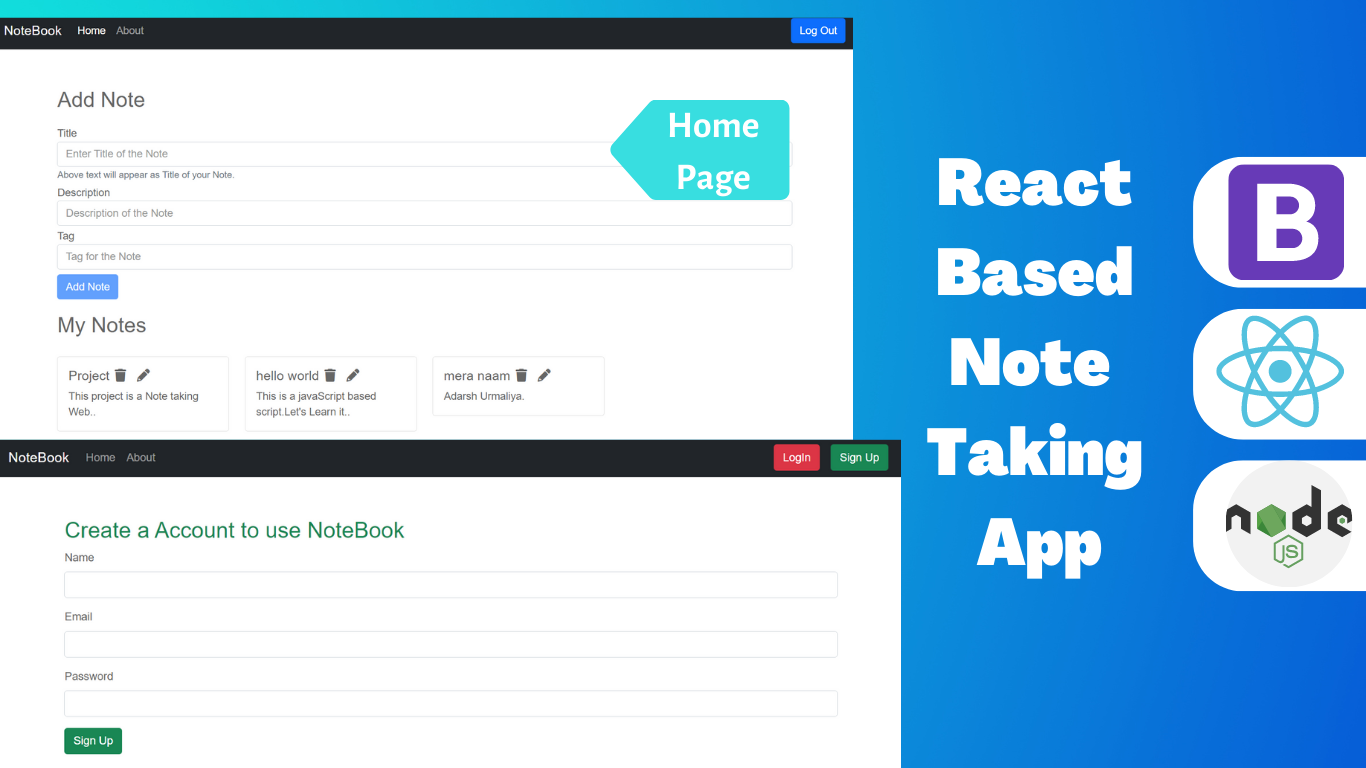 NoteBook Home About Log Out
Add Note
Title
Enter Title of the Note
Above text will appear as Title of your Note.
Description
Description of the Note
Tag
Tag for the Note
Add Note
My Notes
Project
This project is a Note taking
Web..
hello world
This is a javaScript based
script.Let's Learn it..
mera naam
Adarsh Urmaliya.
Home
Page
NoteBook Home About LogIn Sign Up
Create a Account to use NoteBook
Name
Email
Password
Sign Up
React
Based
Note
Taking
App
B
node
JS